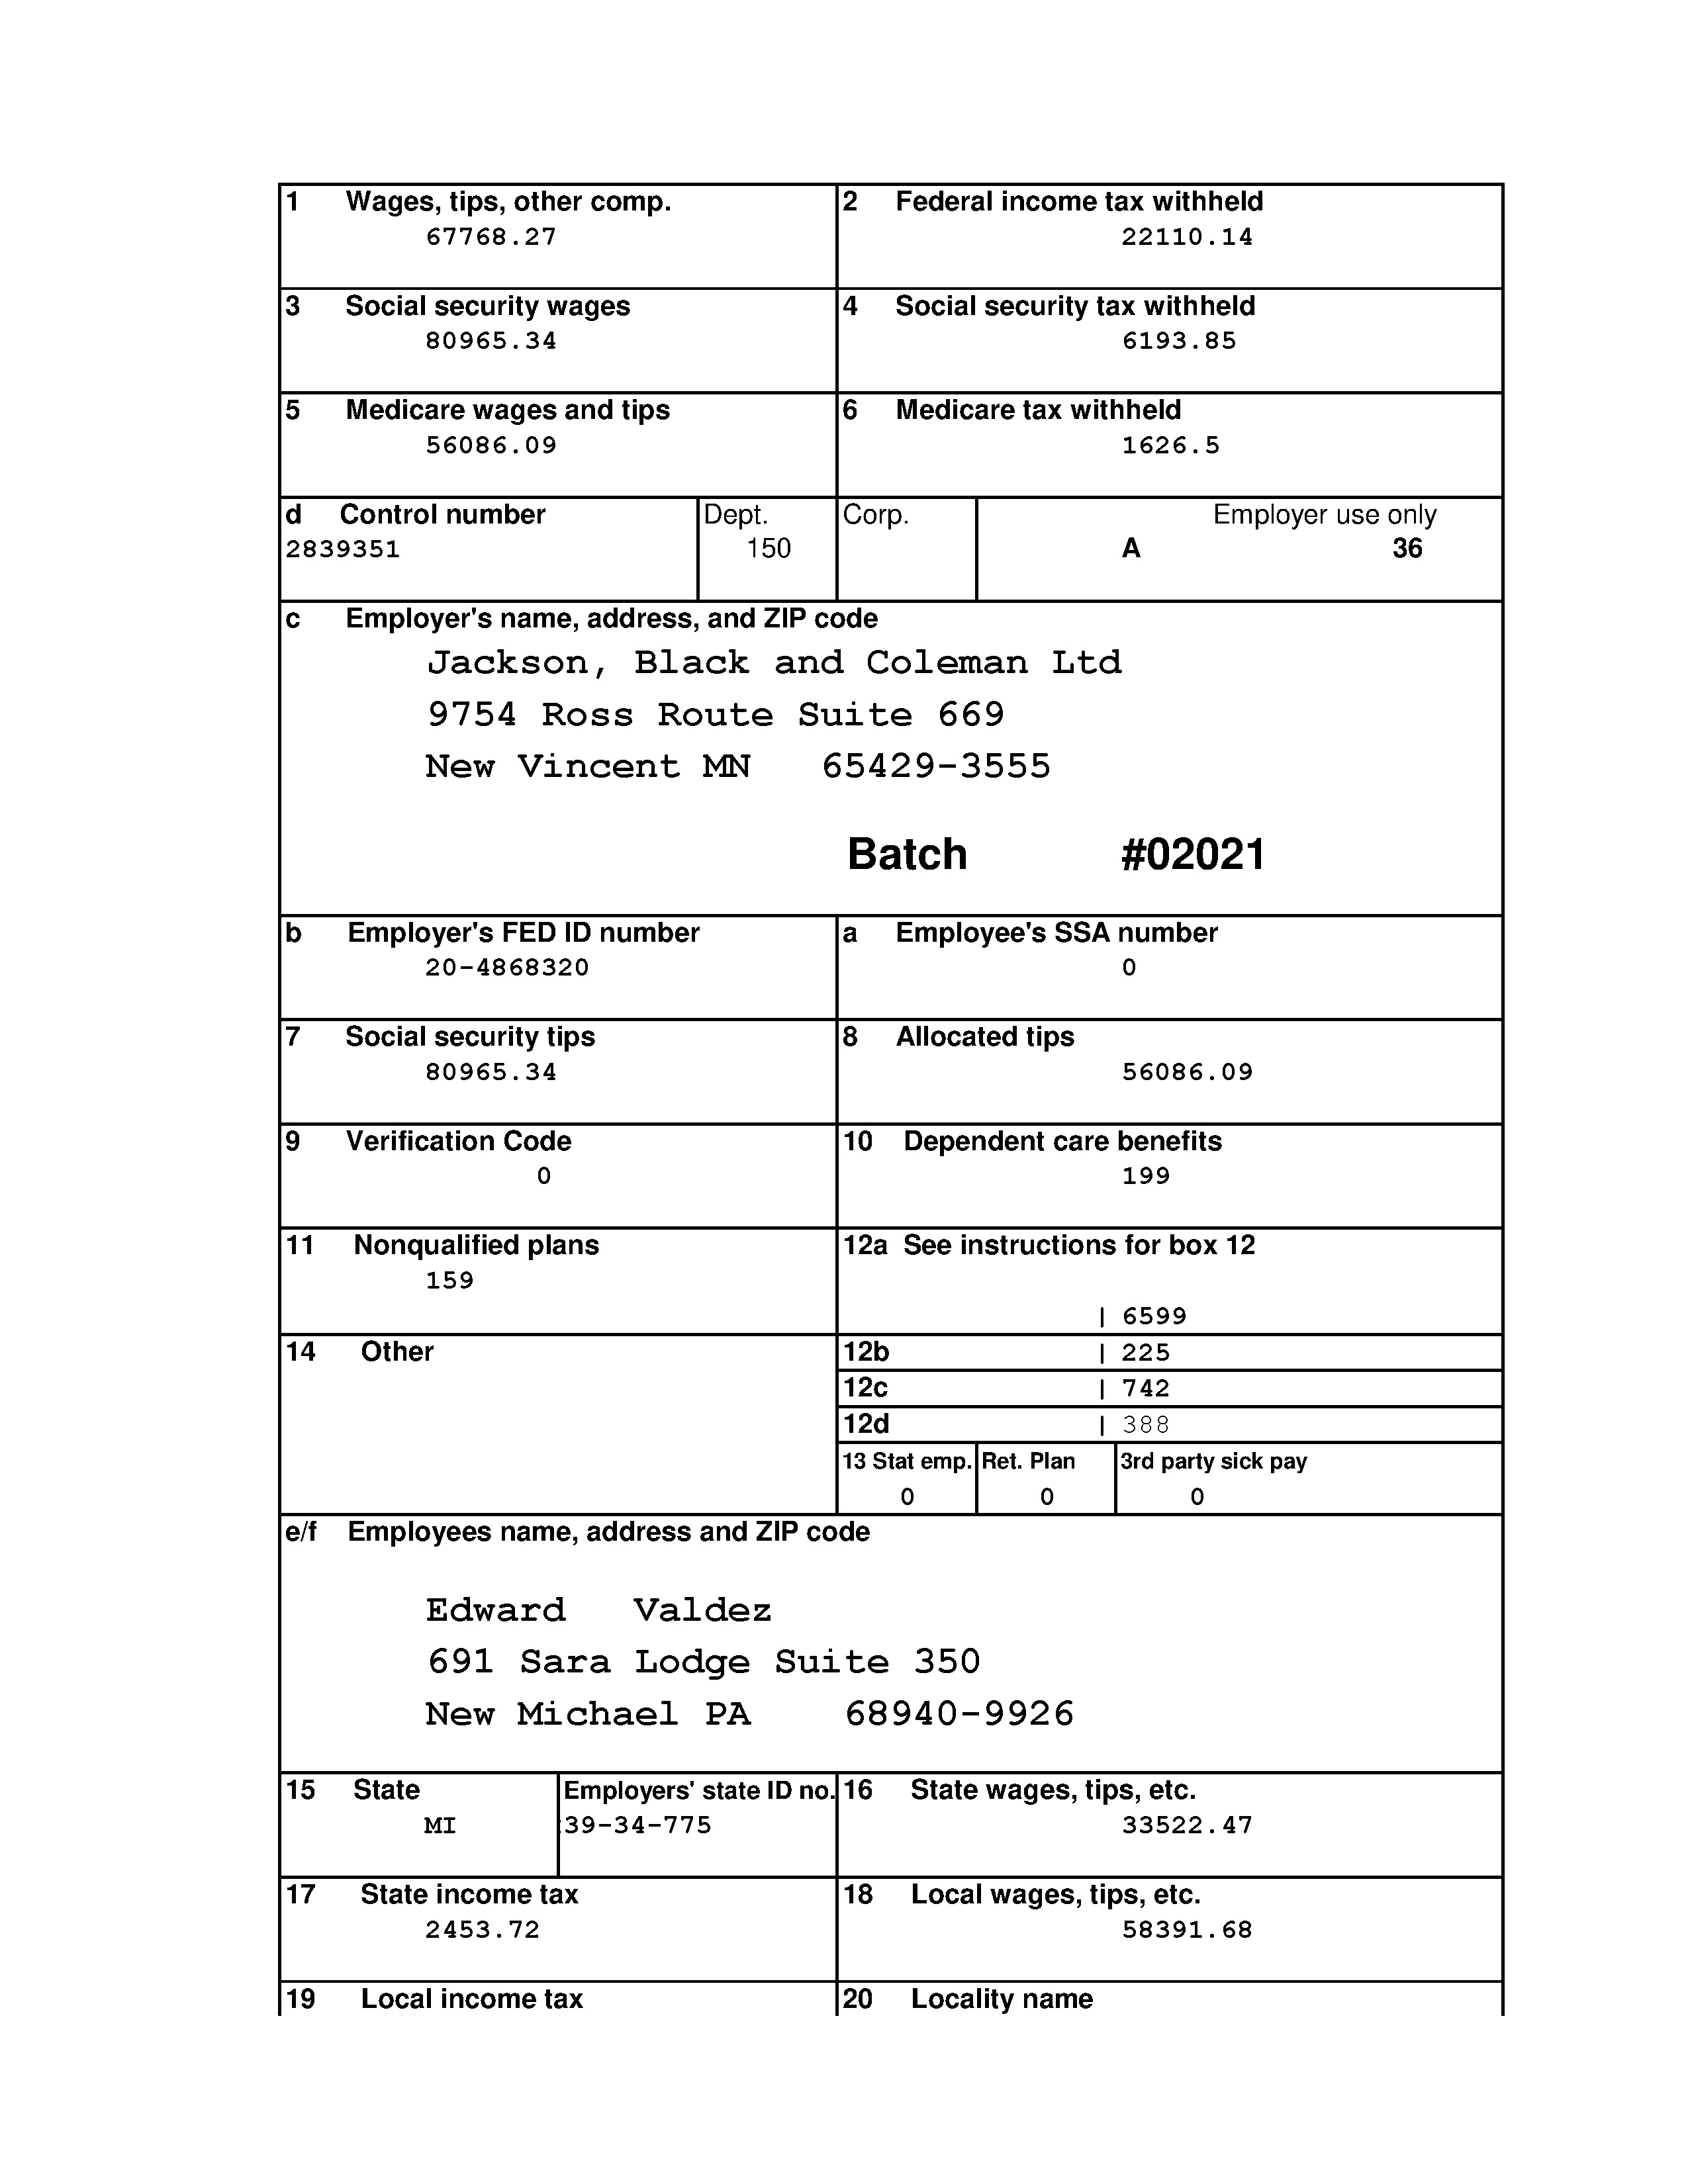 1 Wages, tips, other comp. 2 Federal income tax withheld
67768.27 22110.14
3 Social security wages 4 Social security tax withheld
80965.34 6193.85
5 Medicare wages and tips 6 Medicare tax withheld
56086.09 1626.5
d Control number Dept. Corp. Employer use only
2839351 150 A 36
c Employer's name, address, and ZIP code
Jackson, Black and Coleman Ltd
9754 Ross Route Suite 669
New Vincent MN 65429-3555
Batch #02021
b Employer's FED ID number a Employee's SSA number
20-4868320 0
7 Social security tips 8 Allocated tips
80965.34 56086.09
9 Verification Code 10 Dependent care benefits
0 199
11 Nonqualified plans 12a See instructions for box 12
159
| 6599
14 Other 12b | 225
12c | 742
12d | 388
13 Stat emp. Ret. Plan 3rd party sick pay
0 0 0
e/f Employees name, address and ZIP code
Edward Valdez
691 Sara Lodge Suite 350
New Michael PA 68940-9926
15 State Employers' state ID no. 16 State wages, tips, etc.
MI 39-34-775 33522.47
17 State income tax 18 Local wages, tips, etc.
2453.72 58391.68
19 Local income tax 20 Locality name